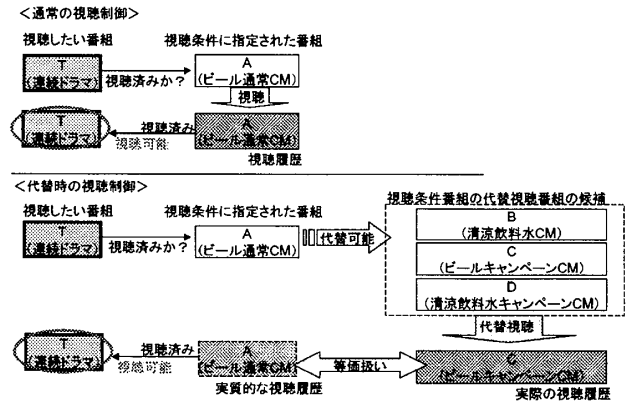 ＜通常の視聴制御＞
視聴したい番組
視聴条件に指定された番組
T
(連続ドラマ)
視聴済みか？
A
(ビール通常CM)
視聴
T
(連続ドラマ)
視聴済み
視聴可能
A
(ビール通常CM)
視聴履歴
＜代替時の視聴制御＞
視聴したい番組
視聴条件に指定された番組
視聴条件番組の代替視聴番組の候補
T
(連続ドラマ)
視聴済みか？
A
(ビール通常CM)
代替可能
B
(清涼飲料水CM)
C
(ビールキャンペーンCM)
D
(清涼飲料水キャンペーンCM)
代替視聴
T
(連続ドラマ)
視聴済み
視聴可能
A
(ビール通常CM)
実質的な視聴履歴
等価扱い
C
(ビールキャンペーンCM)
実際の視聴履歴